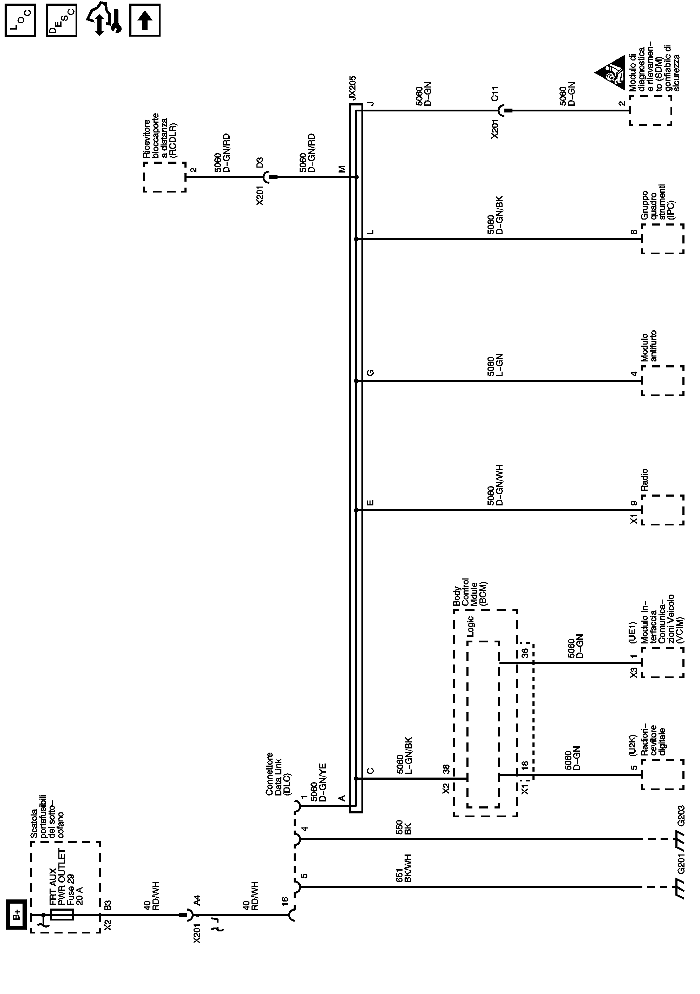 LOC
DESC
B+
Scatola
portafusibili
del sotto-
cofano
FRT AUX
PWR OUTLET
Fuse 29
20 A
X2 B3
40
RD/WH
X201 A4
40
RD/WH
16
Connettore
Data Link
(DLC)
1
5060
D-GN/YE
A
4
550
BK
G203
5
651
BK/WH
G201
JX205
Ricevitore
bloccaporte
a distanza
(RCDLR)
2
5060
D-GN/RD
X201 D3
5060
D-GN/RD
M
J
5060
D-GN
X201 C11
5060
D-GN
2
Modulo di
diagnostica
e rilevamen-
to (SDM)
gonfiabile di
sicurezza
L
5060
D-GN/BK
8
Gruppo
quadro
strumenti
(IPC)
G
5060
L-GN
4
Modulo
antifurto
E
5060
D-GN/WH
X1 9
Radio
C
5060
L-GN/BK
X2 38
Body
Control
Mdule
(BCM)
Logic
36
5060
D-GN
X3 1
(UE1)
Modulo In-
terfaccia
Comunica-
zioni Veicolo
(VCIM)
X1 16
5060
D-GN
5
(U2K)
Radiori-
cevitore
digitale